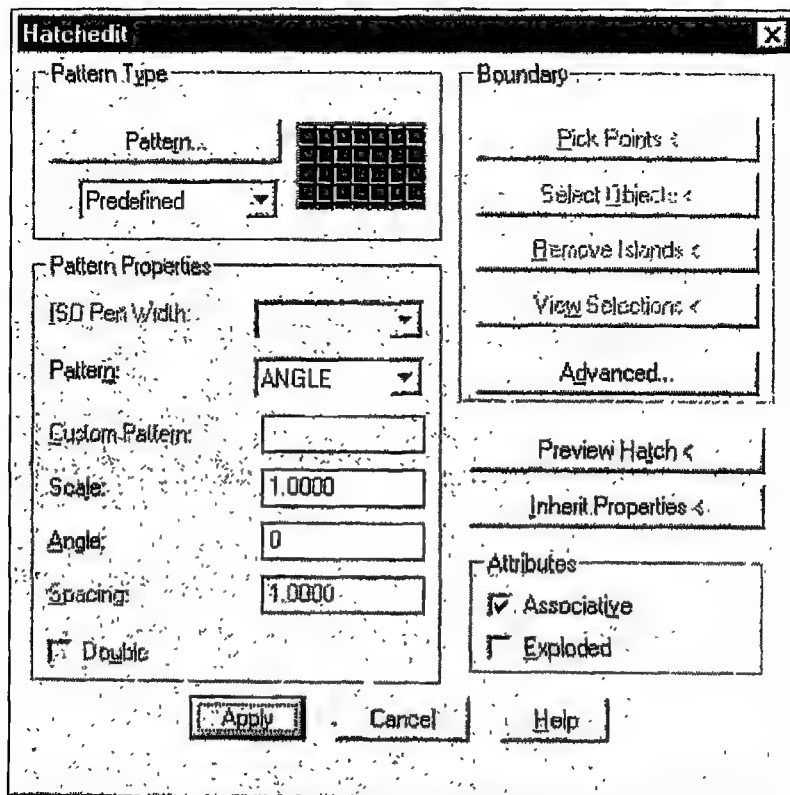 Hatchedit
Pattern Type
Pattern...
Predefined
Pattern Properties
ISO Pen Width:
Pattern:
ANGLE
Custom Pattern:
Scale:
1.0000
Angle:
0
Spacing:
1.0000
Double
Boundary
Pick Points <
Select Objects <
Remove Islands <
View Selections <
Advanced...
Preview Hatch <
Inherit Properties <
Attributes
Associative
Exploded
Apply
Cancel
Help